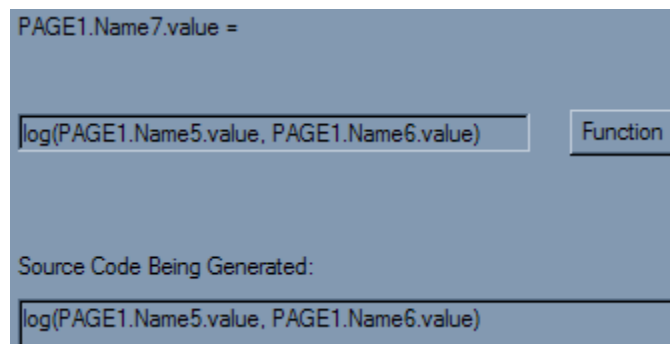 PAGE1.Name7.value =
log(PAGE1.Name5.value, PAGE1.Name6.value)
Function
Source Code Being Generated:
log(PAGE1.Name5.value, PAGE1.Name6.value)